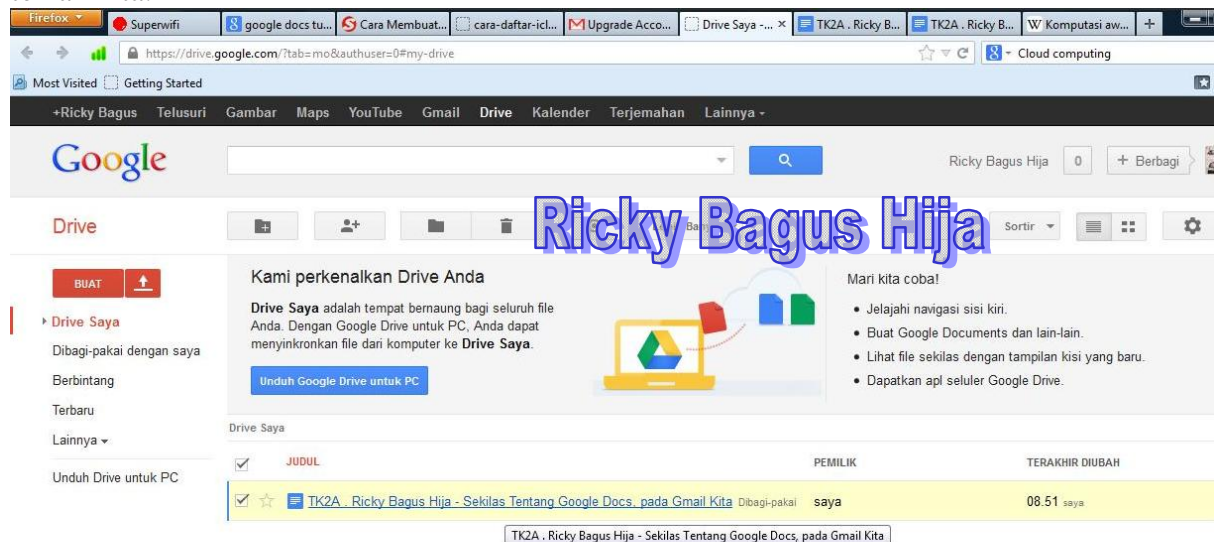 Firefox
Superwifi
google docs tu...
Cara Membuat...
cara-daftar-icl...
Upgrade Acco...
Drive Saya -...
TK2A . Ricky B...
TK2A . Ricky B...
Komputasi aw...
https://drive.google.com/?tab=mo&authuser=0#my-drive
Cloud computing
Most Visited
Getting Started
+Ricky Bagus Telusuri Gambar Maps YouTube Gmail Drive Kalender Terjemahan Lainnya
Google
Ricky Bagus Hija 0 + Berbagi
Ricky Bagus Hija
Drive
Sortir
BUAT
Drive Saya
Dibagi-pakai dengan saya
Berbintang
Terbaru
Lainnya
Unduh Drive untuk PC
Kami perkenalkan Drive Anda
Drive Saya adalah tempat bernaung bagi seluruh file
Anda. Dengan Google Drive untuk PC, Anda dapat
menyinkronkan file dari komputer ke Drive Saya.
Unduh Google Drive untuk PC
Mari kita coba!
• Jelajahi navigasi sisi kiri.
• Buat Google Documents dan lain-lain.
• Lihat file sekilas dengan tampilan kisi yang baru.
• Dapatkan apl seluler Google Drive.
Drive Saya
JUDUL PEMILIK TERAKHIR DIUBAH
TK2A . Ricky Bagus Hija - Sekilas Tentang Google Docs, pada Gmail Kita Dibagi-pakai saya 08.51 saya
TK2A . Ricky Bagus Hija - Sekilas Tentang Google Docs, pada Gmail Kita